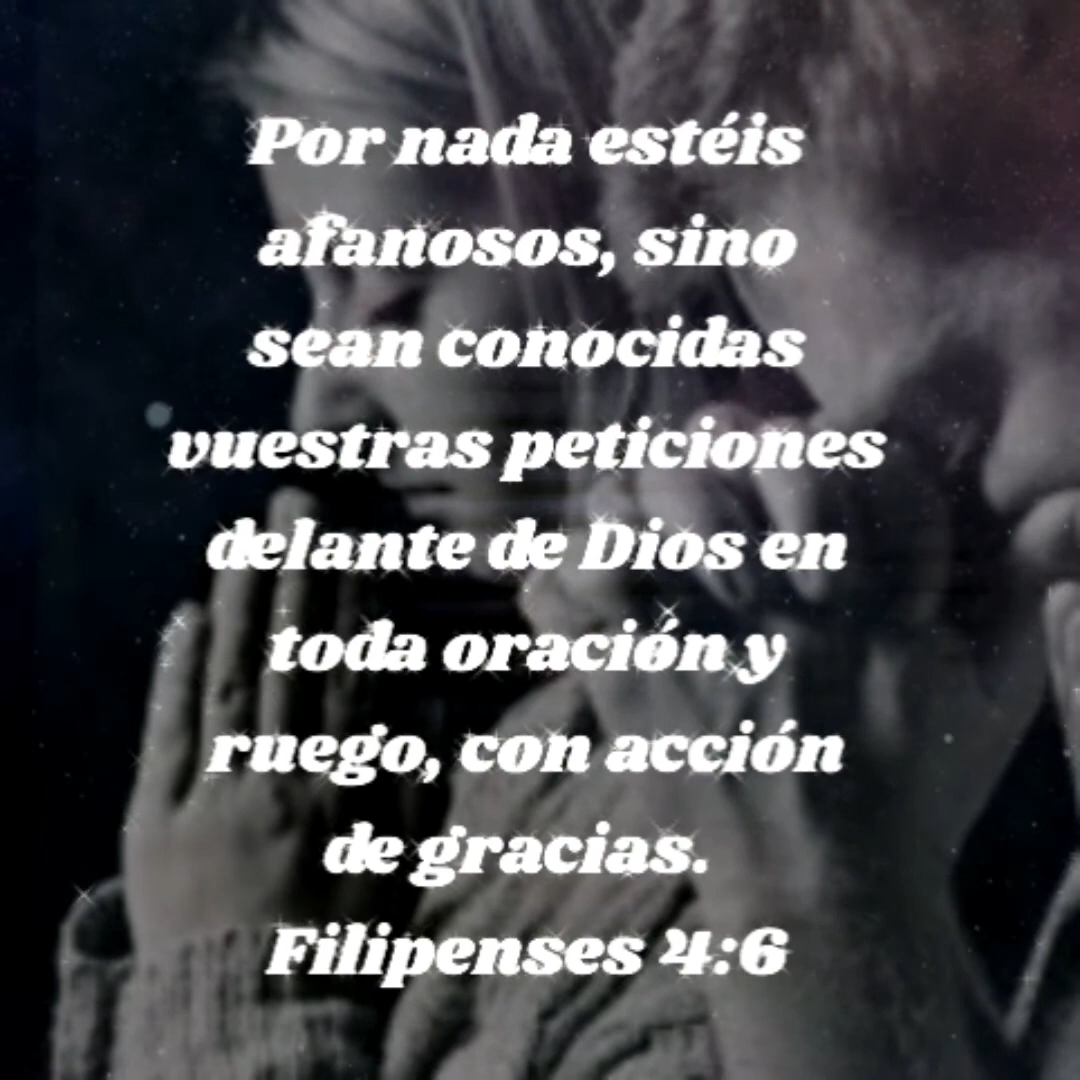 Por nada estéis
afanosos, sino
sean conocidas
vuestras peticiones
delante de Dios en
toda oración y
ruego, con acción
de gracias.
Filipenses 4:6